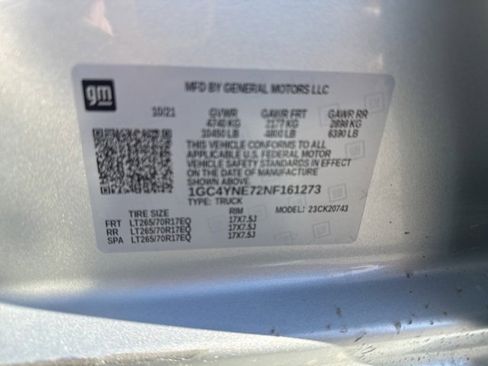 gm
MFD BY GENERAL MOTORS LLC
10/21 GVWR GAWR FRT GAWR RR
4740 KG 2177 KG 2898 KG
10450 LB 4800 LB 6390 LB
THIS VEHICLE CONFORMS TO ALL
APPLICABLE U.S. FEDERAL MOTOR
VEHICLE SAFETY STANDARDS IN EFFECT
ON THE DATE OF MANUFACTURE
SHOWN ABOVE
1GC4YNE72NF161273
TYPE: TRUCK
TIRE SIZE RIM MODEL: 23CK20743
FRT LT265/70R17EQ 17X7.5J
RR LT265/70R17EQ 17X7.5J
SPA LT265/70R17EQ 17X7.5J